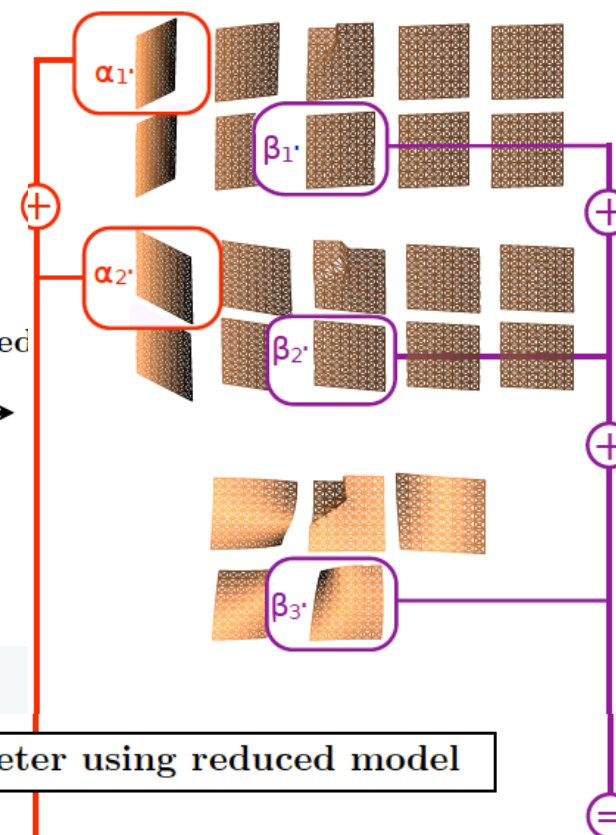 α₁·
+
β₁·
+
α₂·
ed
β₂·
+
β₃·
eter using reduced model
=